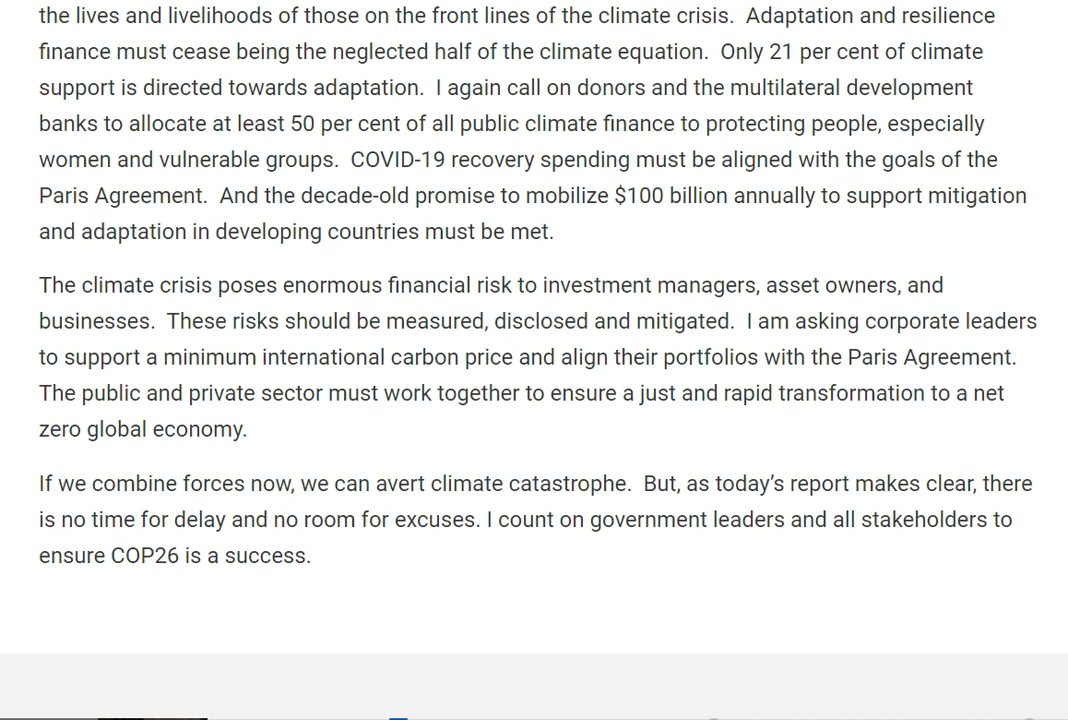 the lives and livelihoods of those on the front lines of the climate crisis.  Adaptation and resilience
finance must cease being the neglected half of the climate equation.  Only 21 per cent of climate
support is directed towards adaptation.  I again call on donors and the multilateral development
banks to allocate at least 50 per cent of all public climate finance to protecting people, especially
women and vulnerable groups.  COVID-19 recovery spending must be aligned with the goals of the
Paris Agreement.  And the decade-old promise to mobilize $100 billion annually to support mitigation
and adaptation in developing countries must be met.
The climate crisis poses enormous financial risk to investment managers, asset owners, and
businesses.  These risks should be measured, disclosed and mitigated.  I am asking corporate leaders
to support a minimum international carbon price and align their portfolios with the Paris Agreement.
The public and private sector must work together to ensure a just and rapid transformation to a net
zero global economy.
If we combine forces now, we can avert climate catastrophe.  But, as today’s report makes clear, there
is no time for delay and no room for excuses. I count on government leaders and all stakeholders to
ensure COP26 is a success.